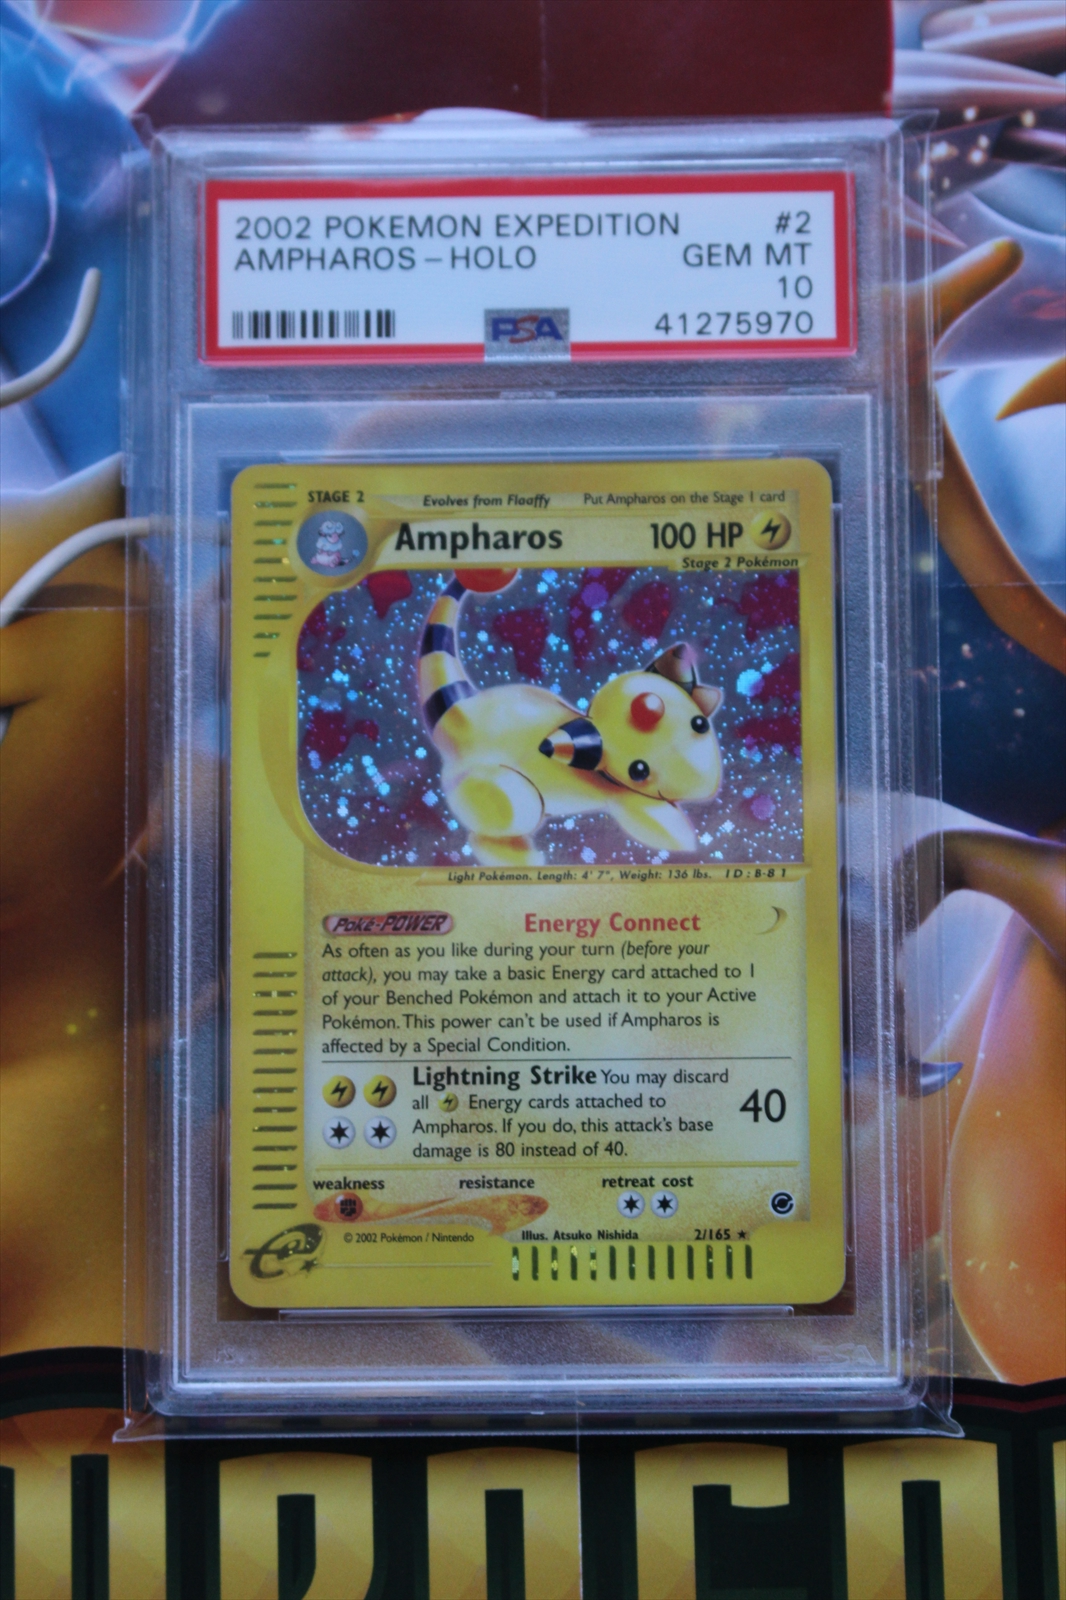 2002 POKEMON EXPEDITION #2
AMPHAROS – HOLO GEM MT
10
PSA 41275970
STAGE 2 Evolves from Flaaffy Put Ampharos on the Stage 1 card
Ampharos 100 HP
Stage 2 Pokémon
Light Pokémon. Length: 4' 7", Weight: 136 lbs. ID: B-81
Poké-POWER Energy Connect
As often as you like during your turn (before your
attack), you may take a basic Energy card attached to 1
of your Benched Pokémon and attach it to your Active
Pokémon. This power can't be used if Ampharos is
affected by a Special Condition.
Lightning Strike You may discard
all Energy cards attached to
Ampharos. If you do, this attack's base
damage is 80 instead of 40.
40
weakness resistance retreat cost
© 2002 Pokémon / Nintendo Illus. Atsuko Nishida 2/165 ★
PSA